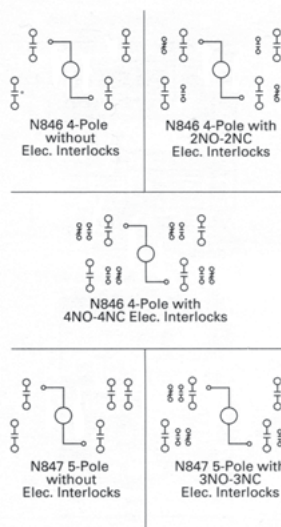 N846 4-Pole
without
Elec. Interlocks
N846 4-Pole with
2NO-2NC
Elec. Interlocks
N846 4-Pole with
4NO-4NC Elec. Interlocks
N847 5-Pole
without
Elec. Interlocks
N847 5-Pole with
3NO-3NC
Elec. Interlocks